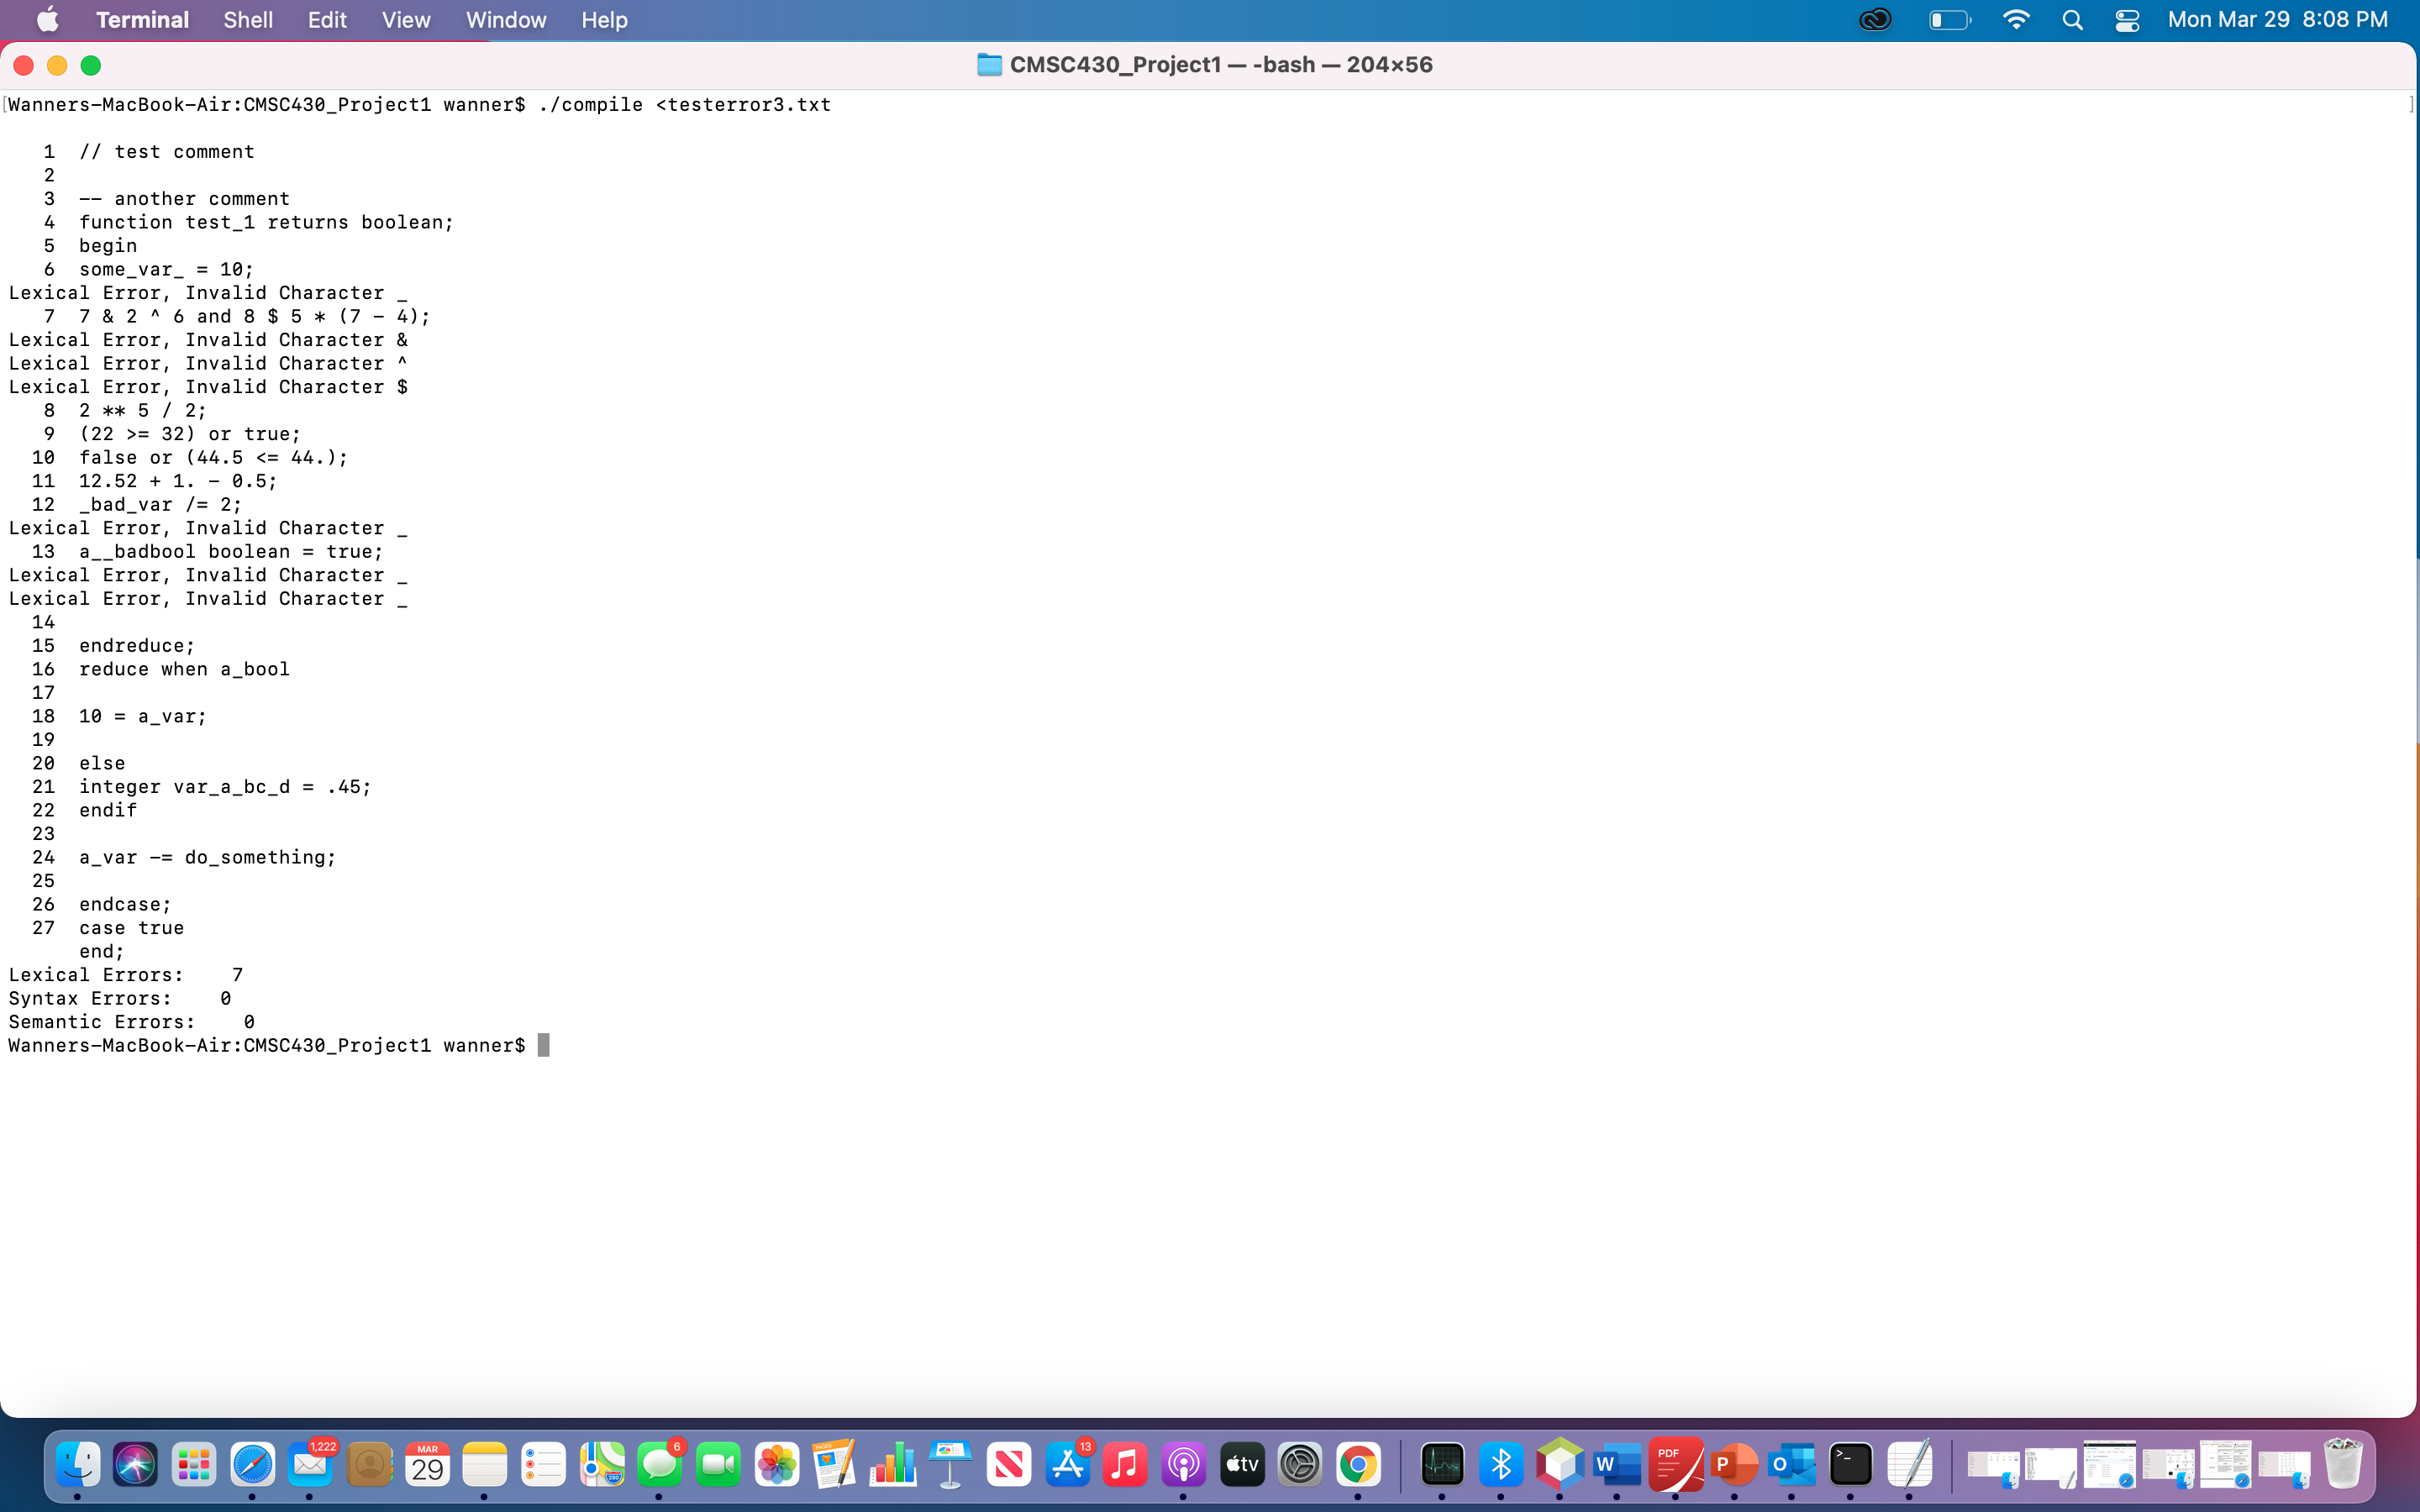 Terminal Shell Edit View Window Help Mon Mar 29 8:08 PM
CMSC430_Project1 — -bash — 204×56
[Wanners-MacBook-Air:CMSC430_Project1 wanner$ ./compile <testerror3.txt ]
1 // test comment
2
3 -- another comment
4 function test_1 returns boolean;
5 begin
6 some_var_ = 10;
Lexical Error, Invalid Character _
7 7 & 2 ^ 6 and 8 $ 5 * (7 - 4);
Lexical Error, Invalid Character &
Lexical Error, Invalid Character ^
Lexical Error, Invalid Character $
8 2 ** 5 / 2;
9 (22 >= 32) or true;
10 false or (44.5 <= 44.);
11 12.52 + 1. - 0.5;
12 _bad_var /= 2;
Lexical Error, Invalid Character _
13 a__badbool boolean = true;
Lexical Error, Invalid Character _
Lexical Error, Invalid Character _
14
15 endreduce;
16 reduce when a_bool
17
18 10 = a_var;
19
20 else
21 integer var_a_bc_d = .45;
22 endif
23
24 a_var -= do_something;
25
26 endcase;
27 case true
end;
Lexical Errors: 7
Syntax Errors: 0
Semantic Errors: 0
Wanners-MacBook-Air:CMSC430_Project1 wanner$
1,222 MAR 29 280 6 PAGES 13 tv W PDF P O >_